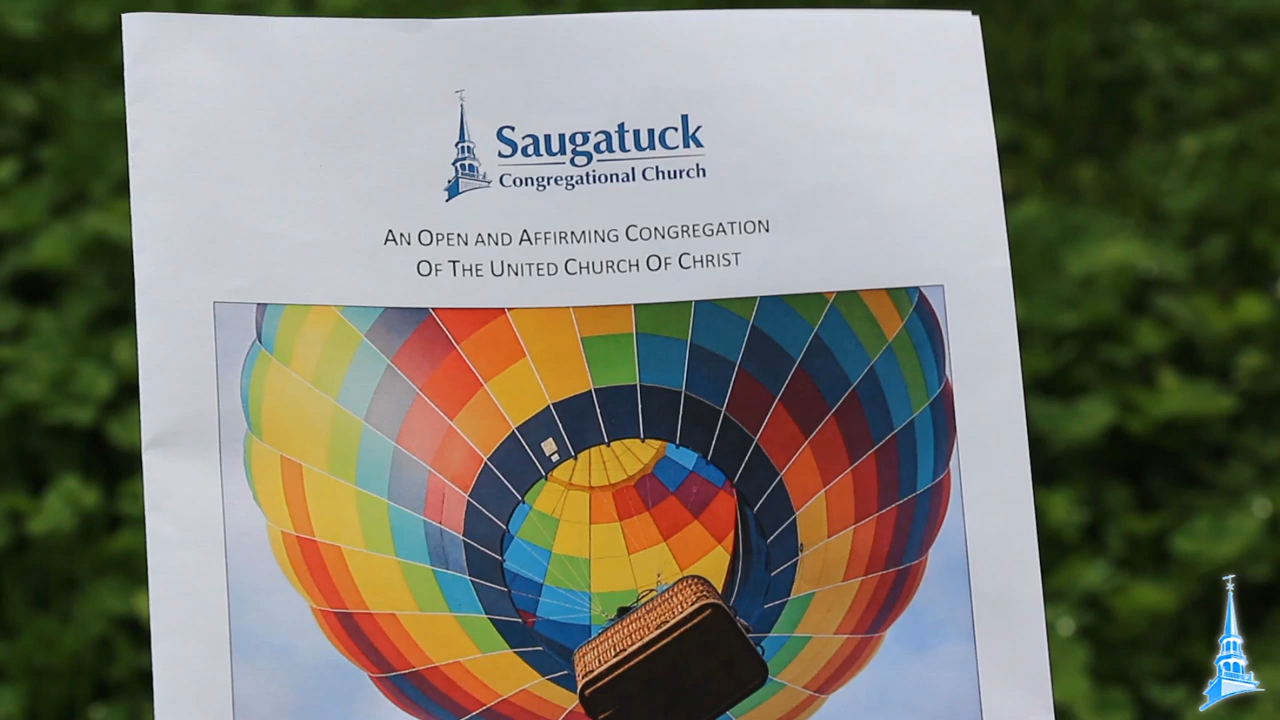 Saugatuck
Congregational Church
AN OPEN AND AFFIRMING CONGREGATION
OF THE UNITED CHURCH OF CHRIST